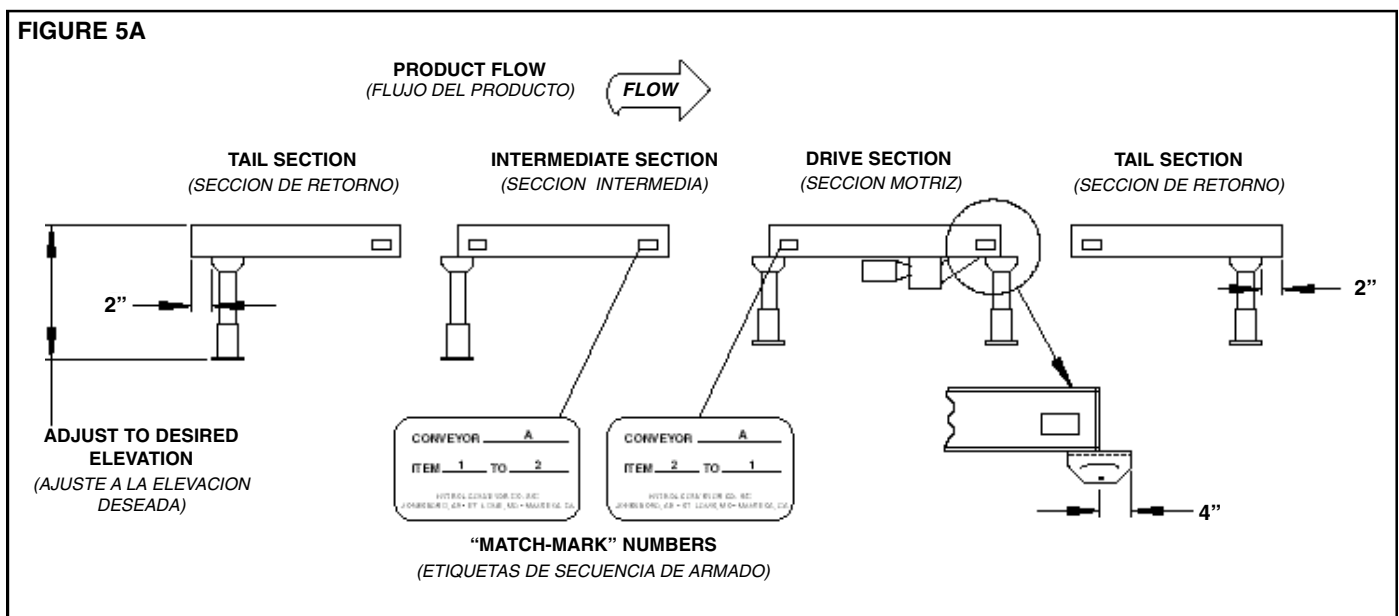 FIGURE 5A
PRODUCT FLOW
(FLUJO DEL PRODUCTO)
FLOW
TAIL SECTION
(SECCION DE RETORNO)
INTERMEDIATE SECTION
(SECCION INTERMEDIA)
DRIVE SECTION
(SECCION MOTRIZ)
TAIL SECTION
(SECCION DE RETORNO)
2”
2”
ADJUST TO DESIRED
ELEVATION
(AJUSTE A LA ELEVACION
DESEADA)
CONVEYOR A
ITEM 1 TO 2
CONVEYOR A
ITEM 2 TO 1
4”
“MATCH-MARK” NUMBERS
(ETIQUETAS DE SECUENCIA DE ARMADO)